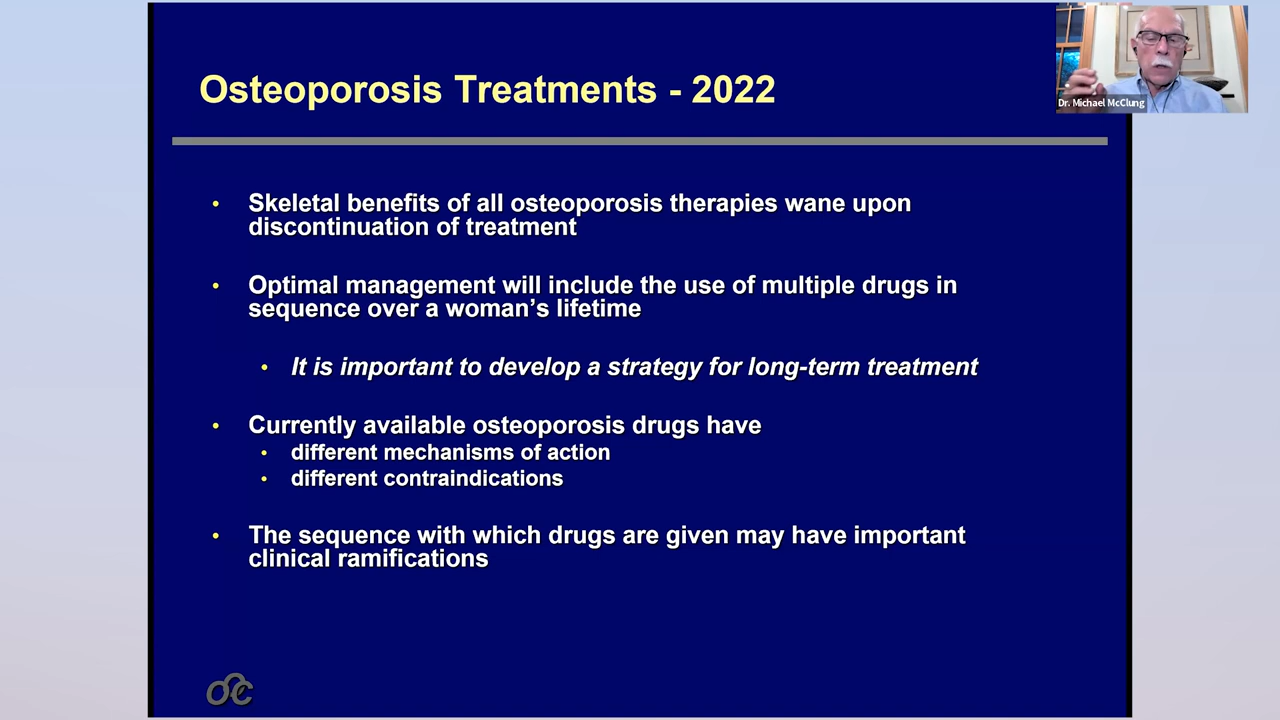 Osteoporosis Treatments - 2022
Dr. Michael McClung
• Skeletal benefits of all osteoporosis therapies wane upon
discontinuation of treatment
• Optimal management will include the use of multiple drugs in
sequence over a woman’s lifetime
• It is important to develop a strategy for long-term treatment
• Currently available osteoporosis drugs have
• different mechanisms of action
• different contraindications
• The sequence with which drugs are given may have important
clinical ramifications